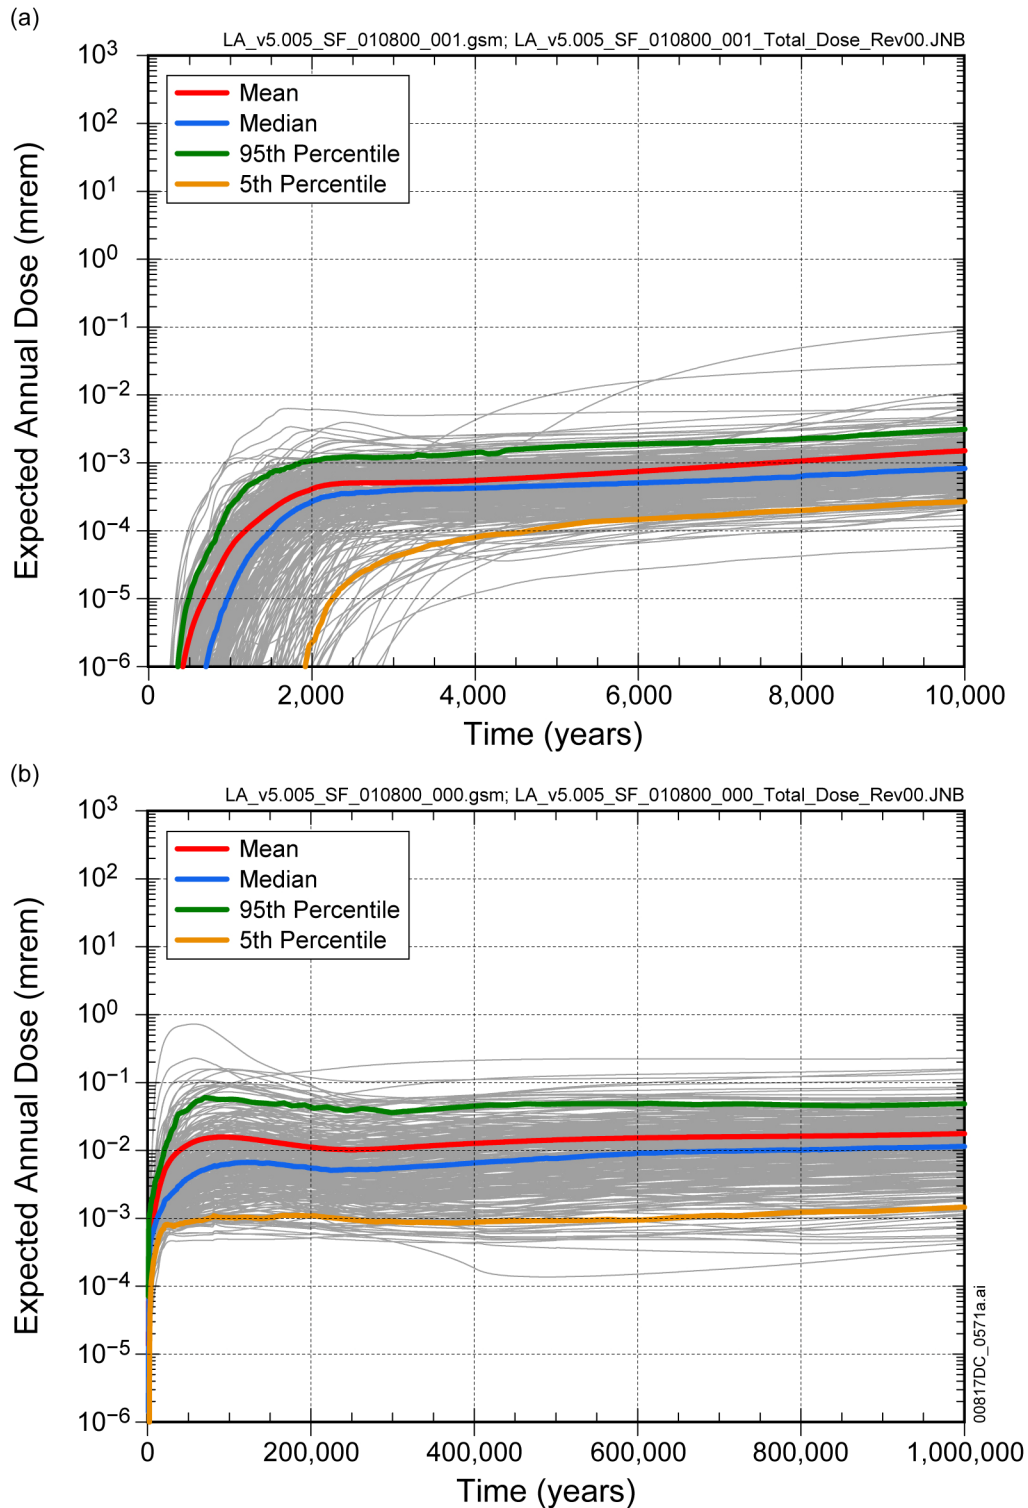 (a)
LA_v5.005_SF_010800_001.gsm; LA_v5.005_SF_010800_001_Total_Dose_Rev00.JNB
10³
10²
10¹
10⁰
10⁻¹
10⁻²
10⁻³
10⁻⁴
10⁻⁵
10⁻⁶
Expected Annual Dose (mrem)
Mean
Median
95th Percentile
5th Percentile
0 2,000 4,000 6,000 8,000 10,000
Time (years)
(b)
LA_v5.005_SF_010800_000.gsm; LA_v5.005_SF_010800_000_Total_Dose_Rev00.JNB
10³
10²
10¹
10⁰
10⁻¹
10⁻²
10⁻³
10⁻⁴
10⁻⁵
10⁻⁶
Expected Annual Dose (mrem)
Mean
Median
95th Percentile
5th Percentile
0 200,000 400,000 600,000 800,000 1,000,000
Time (years)
00817DC_0571a.ai